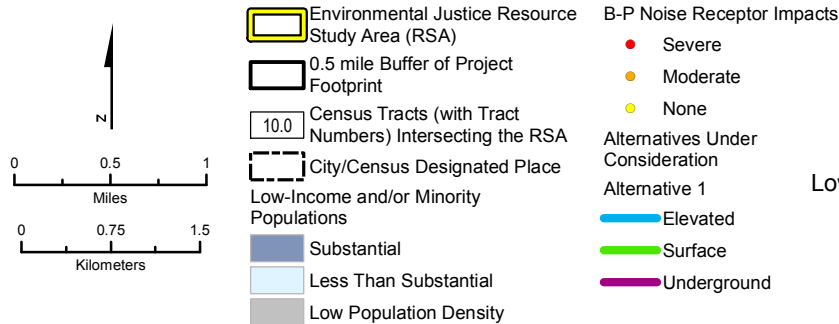 N
0
0.5
1
Miles
0
0.75
1.5
Kilometers
Environmental Justice Resource
Study Area (RSA)
0.5 mile Buffer of Project
Footprint
10.0
Census Tracts (with Tract
Numbers) Intersecting the RSA
City/Census Designated Place
Low-Income and/or Minority
Populations
Substantial
Less Than Substantial
Low Population Density
B-P Noise Receptor Impacts
Severe
Moderate
None
Alternatives Under
Consideration
Alternative 1
Elevated
Surface
Underground